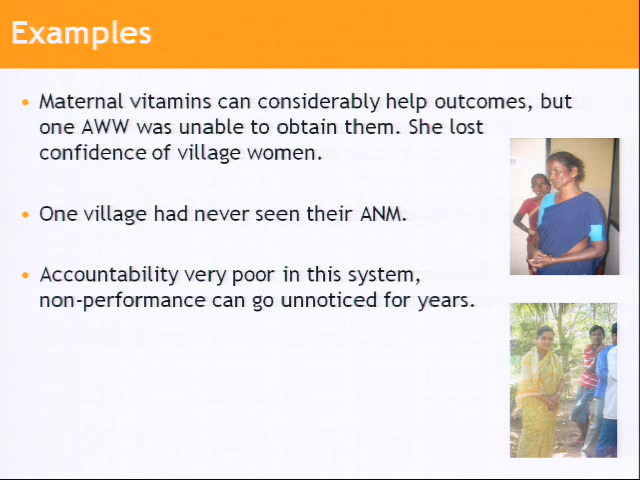 Examples
• Maternal vitamins can considerably help outcomes, but
one AWW was unable to obtain them. She lost
confidence of village women.
• One village had never seen their ANM.
• Accountability very poor in this system,
non-performance can go unnoticed for years.